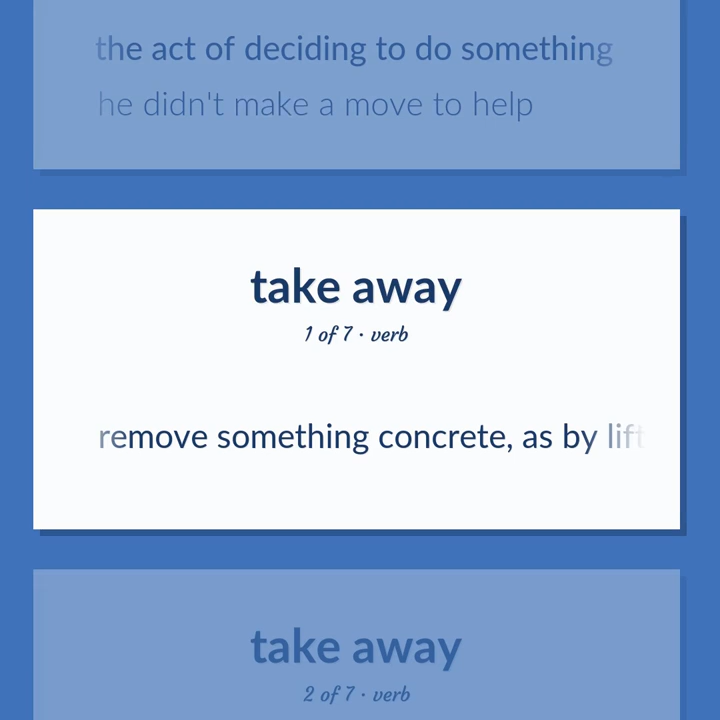 the act of deciding to do something
he didn't make a move to help
take away
1 of 7 · verb
remove something concrete, as by lift
take away
2 of 7 · verb